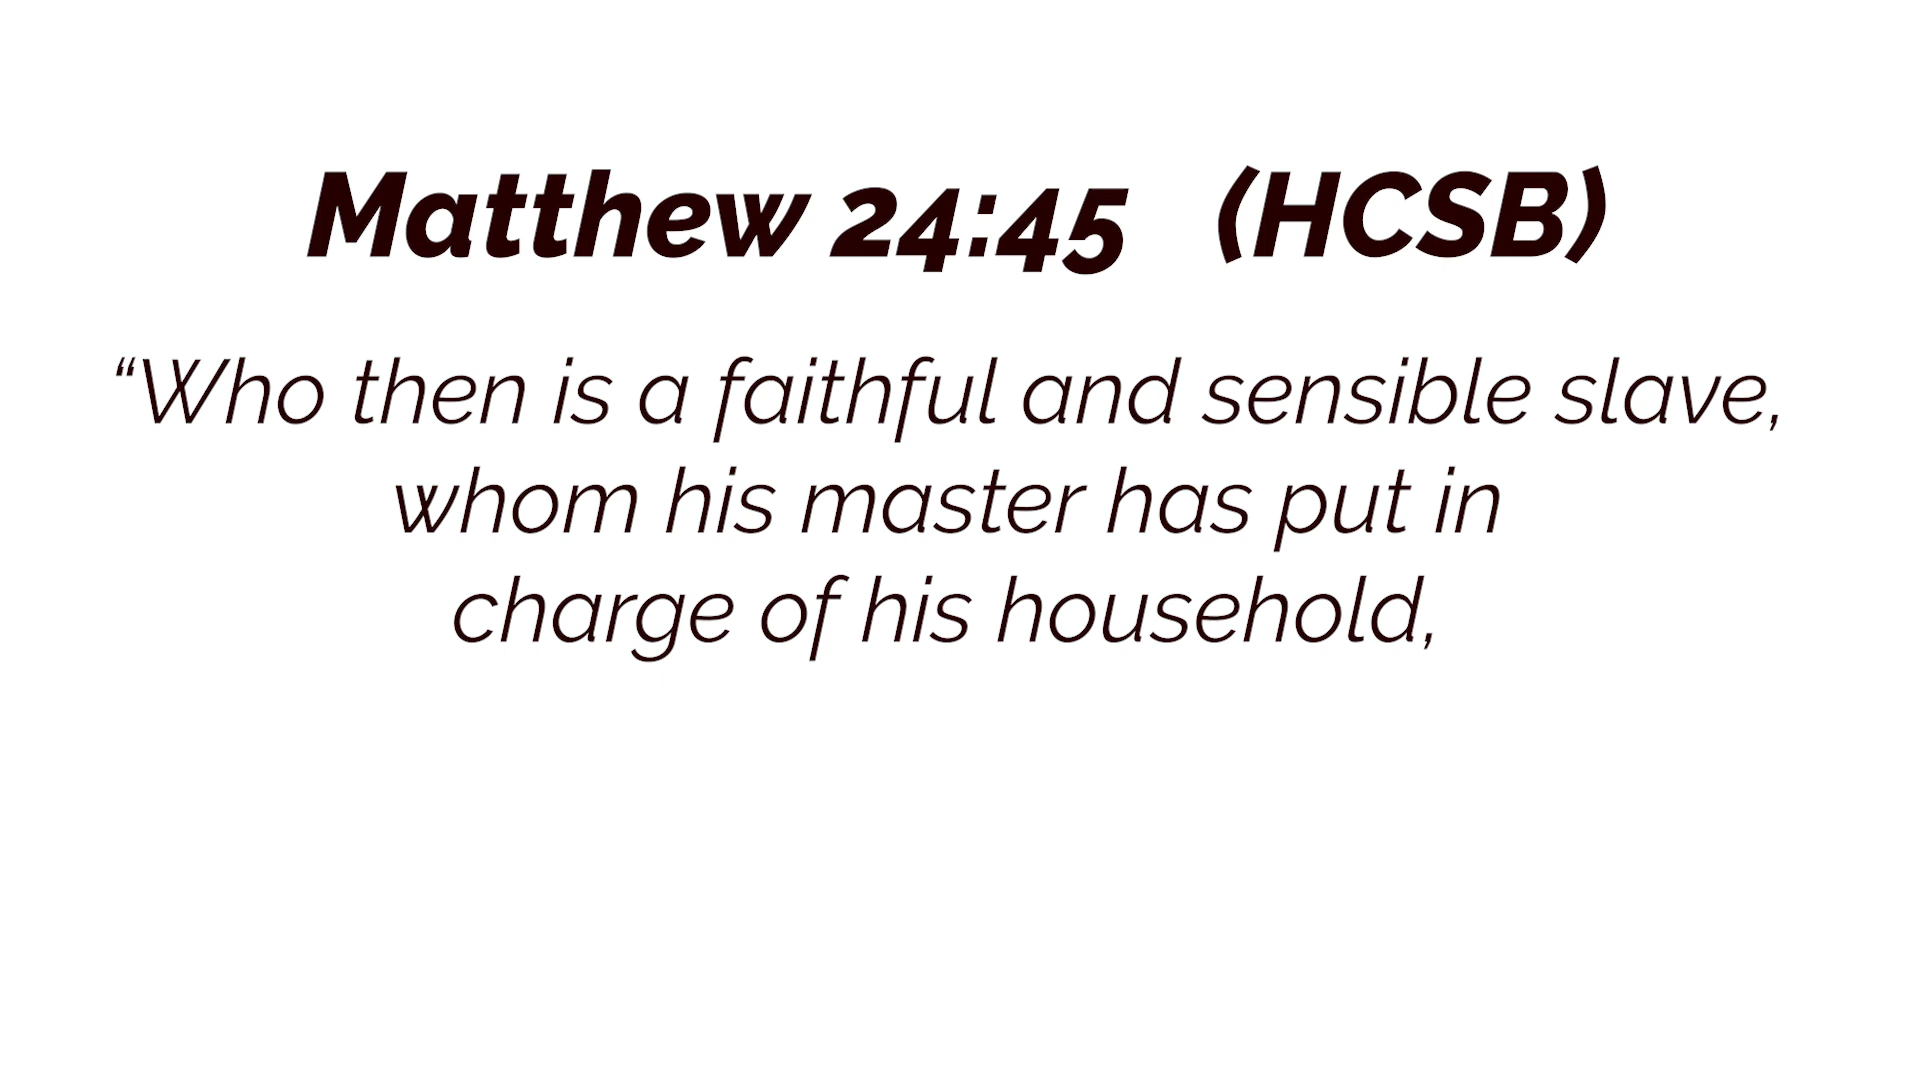 Matthew 24:45   (HCSB)
“Who then is a faithful and sensible slave,
whom his master has put in
charge of his household,